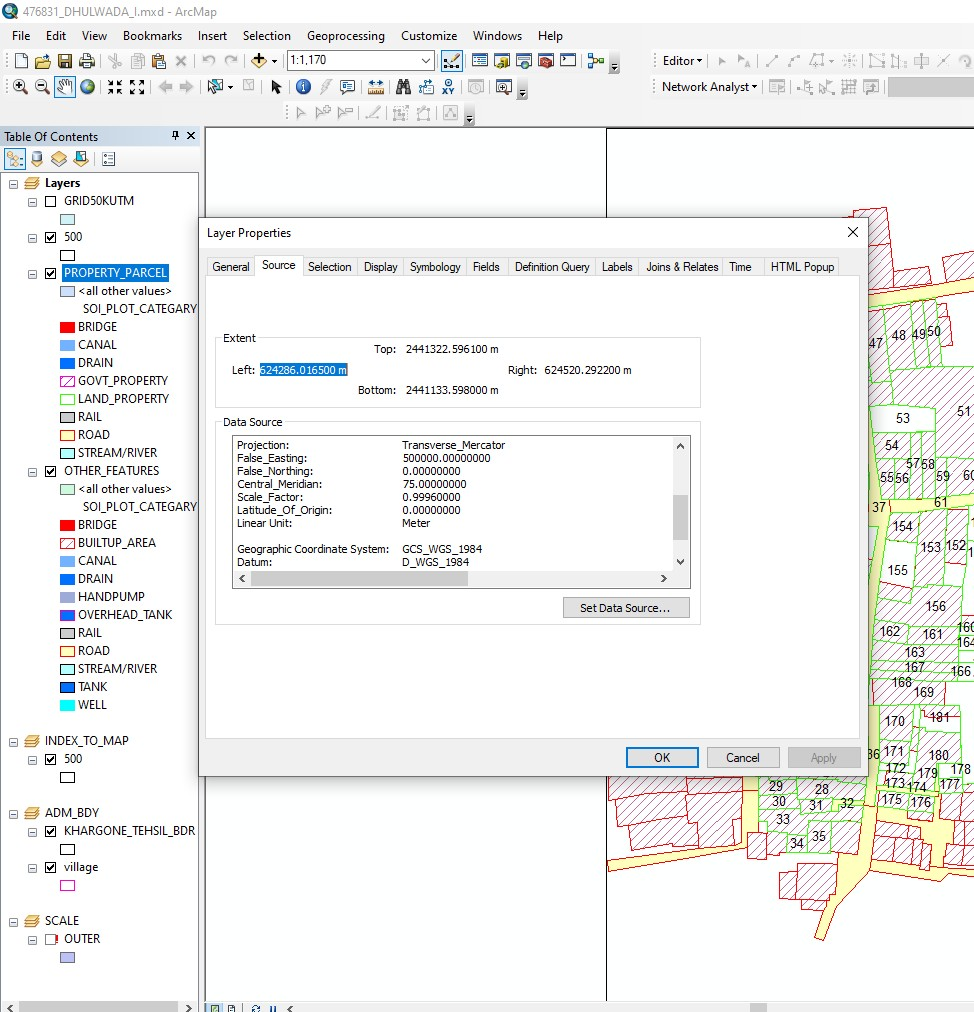 476831_DHULWADA_I.mxd - ArcMap
File Edit View Bookmarks Insert Selection Geoprocessing Customize Windows Help
1:1,170
Editor
Network Analyst
Table Of Contents
Layers
GRID50KUTM
500
PROPERTY_PARCEL
<all other values>
SOI_PLOT_CATEGARY
BRIDGE
CANAL
DRAIN
GOVT_PROPERTY
LAND_PROPERTY
RAIL
ROAD
STREAM/RIVER
OTHER_FEATURES
<all other values>
SOI_PLOT_CATEGARY
BRIDGE
BUILTUP_AREA
CANAL
DRAIN
HANDPUMP
OVERHEAD_TANK
RAIL
ROAD
STREAM/RIVER
TANK
WELL
INDEX_TO_MAP
500
ADM_BDY
KHARGONE_TEHSIL_BDR
village
SCALE
OUTER
Layer Properties
General Source Selection Display Symbology Fields Definition Query Labels Joins & Relates Time HTML Popup
Extent
Top: 2441322.596100 m
Left: 624286.016500 m Right: 624520.292200 m
Bottom: 2441133.598000 m
Data Source
Projection: Transverse_Mercator
False_Easting: 500000.00000000
False_Northing: 0.00000000
Central_Meridian: 75.00000000
Scale_Factor: 0.99960000
Latitude_Of_Origin: 0.00000000
Linear Unit: Meter
Geographic Coordinate System: GCS_WGS_1984
Datum: D_WGS_1984
Set Data Source...
OK Cancel Apply
47 48 49 50
51
53
54
55 56 57 58 59 60
37 61
154
153 152
155
156
162 161 160
163 164
167 166
168 169
170 181
36 171 180
172 179 178
173 174 177
175 176
29 28
30 31 32
33
34 35